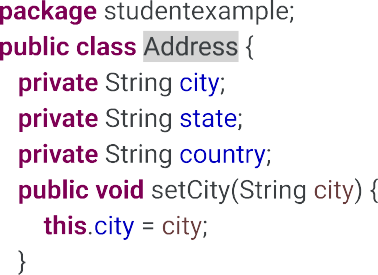 package studentexample;
public class Address {
private String city;
private String state;
private String country;
public void setCity(String city) {
this.city = city;
}